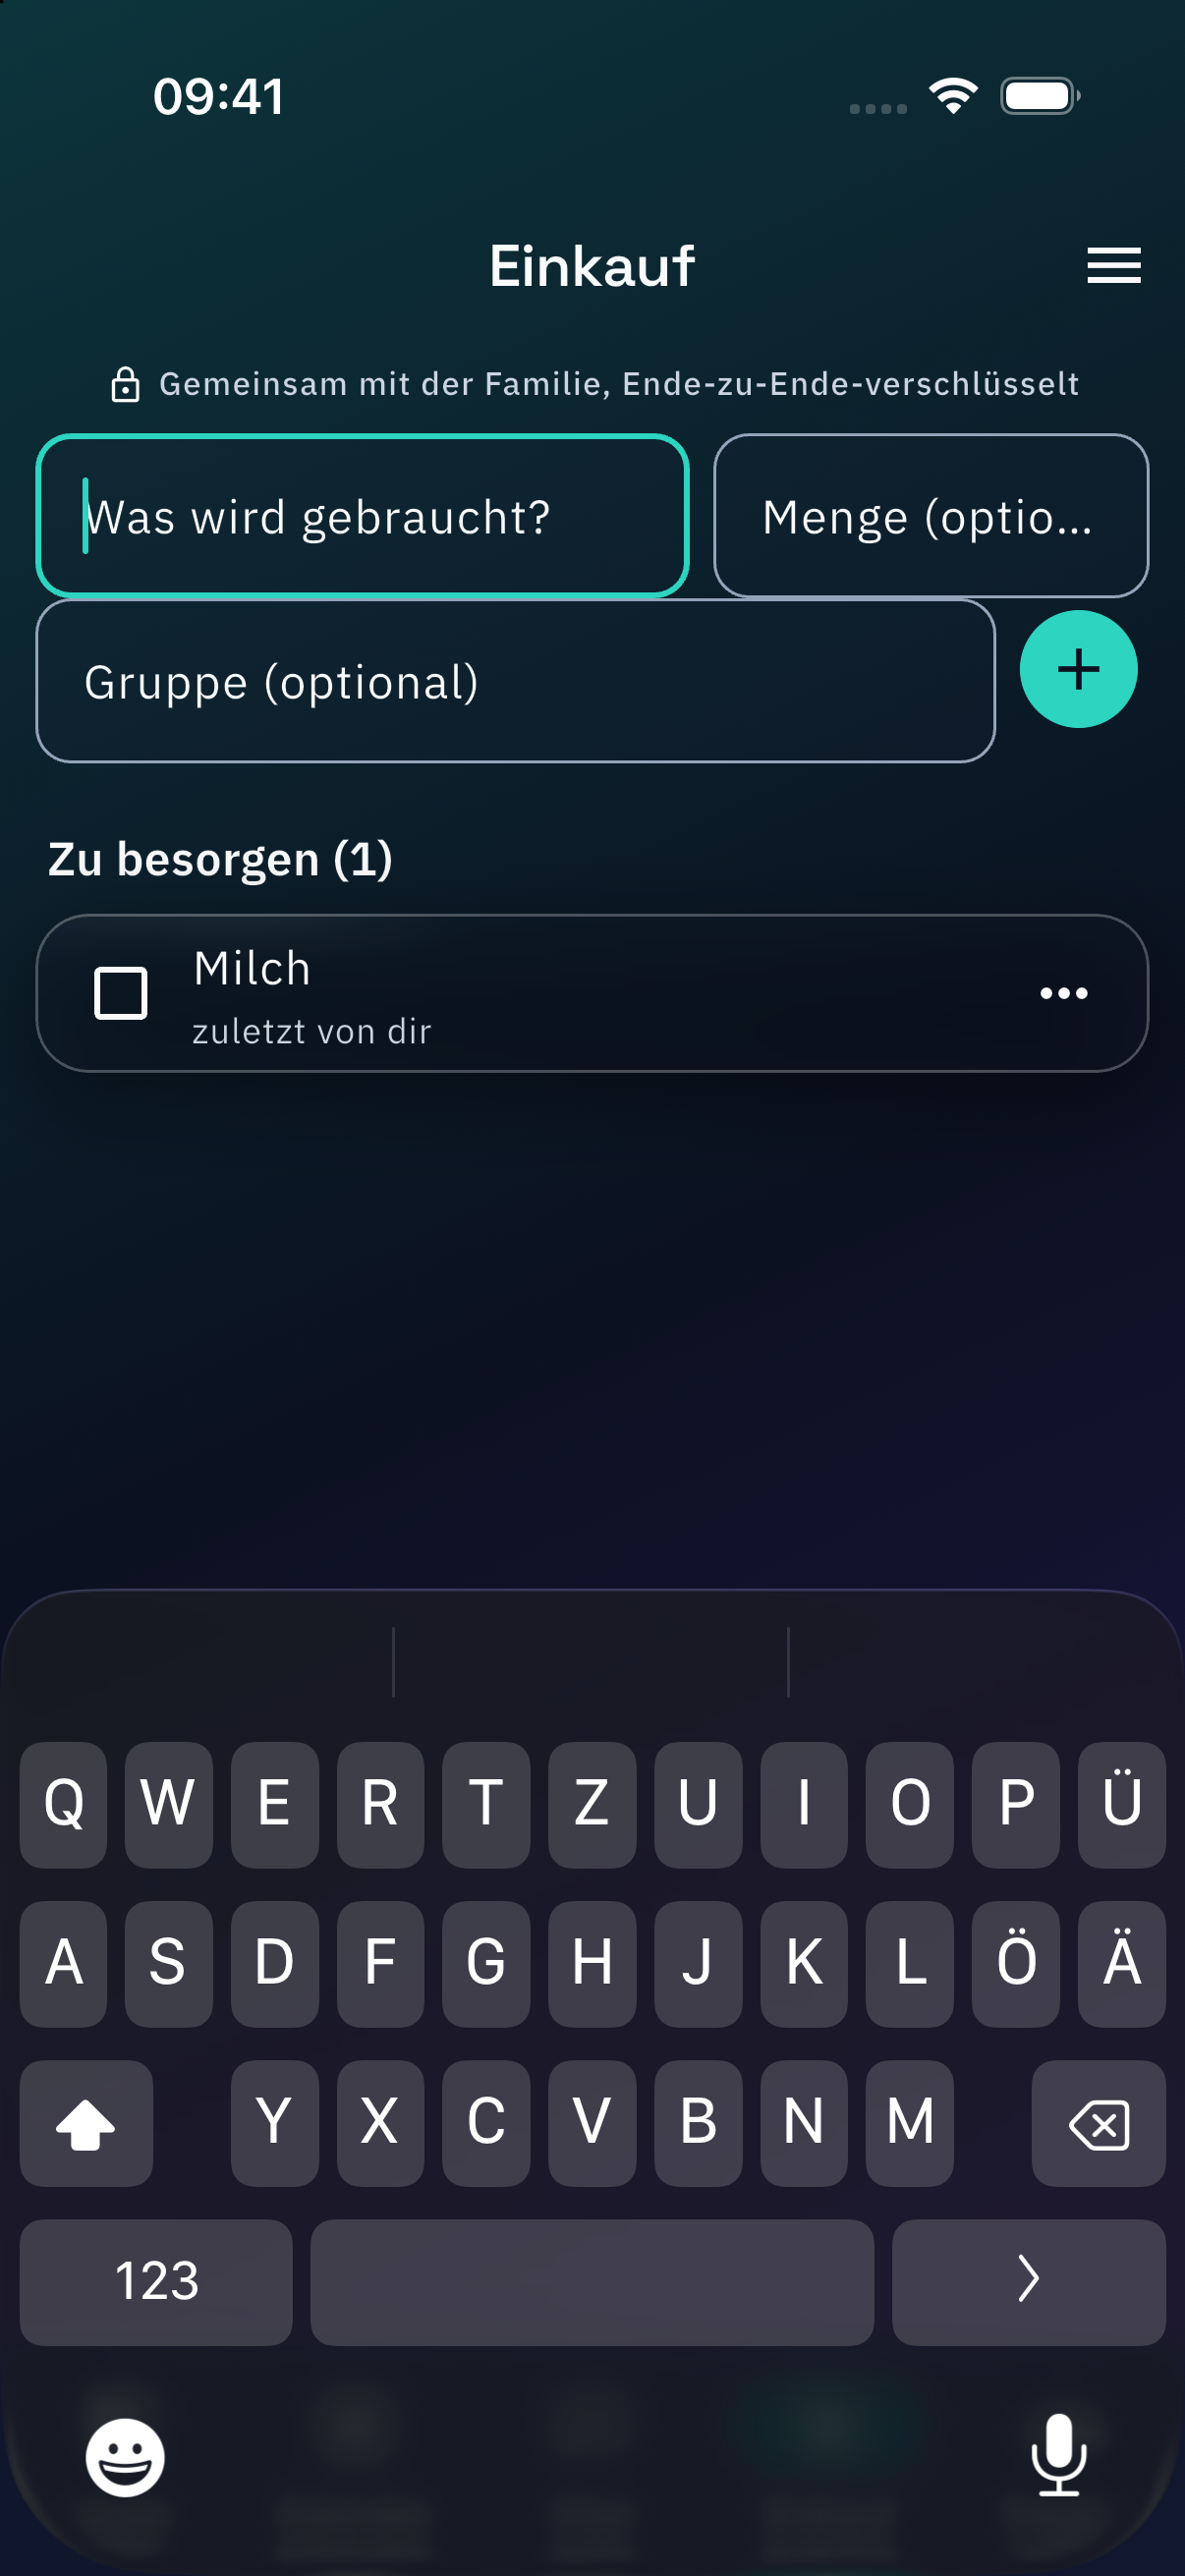 09:41
Einkauf
Gemeinsam mit der Familie, Ende-zu-Ende-verschlüsselt
Was wird gebraucht?
Menge (optio...
Gruppe (optional)
Zu besorgen (1)
Milch
zuletzt von dir
Q W E R T Z U I O P Ü
A S D F G H J K L Ö Ä
Y X C V B N M
123